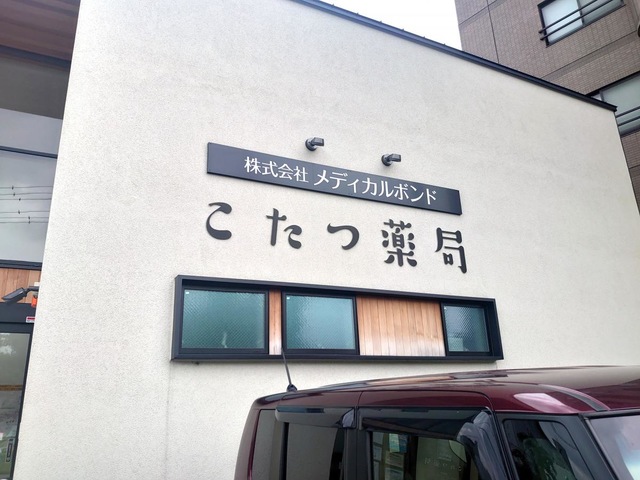 株式会社 メディカルボンド
こたつ薬局